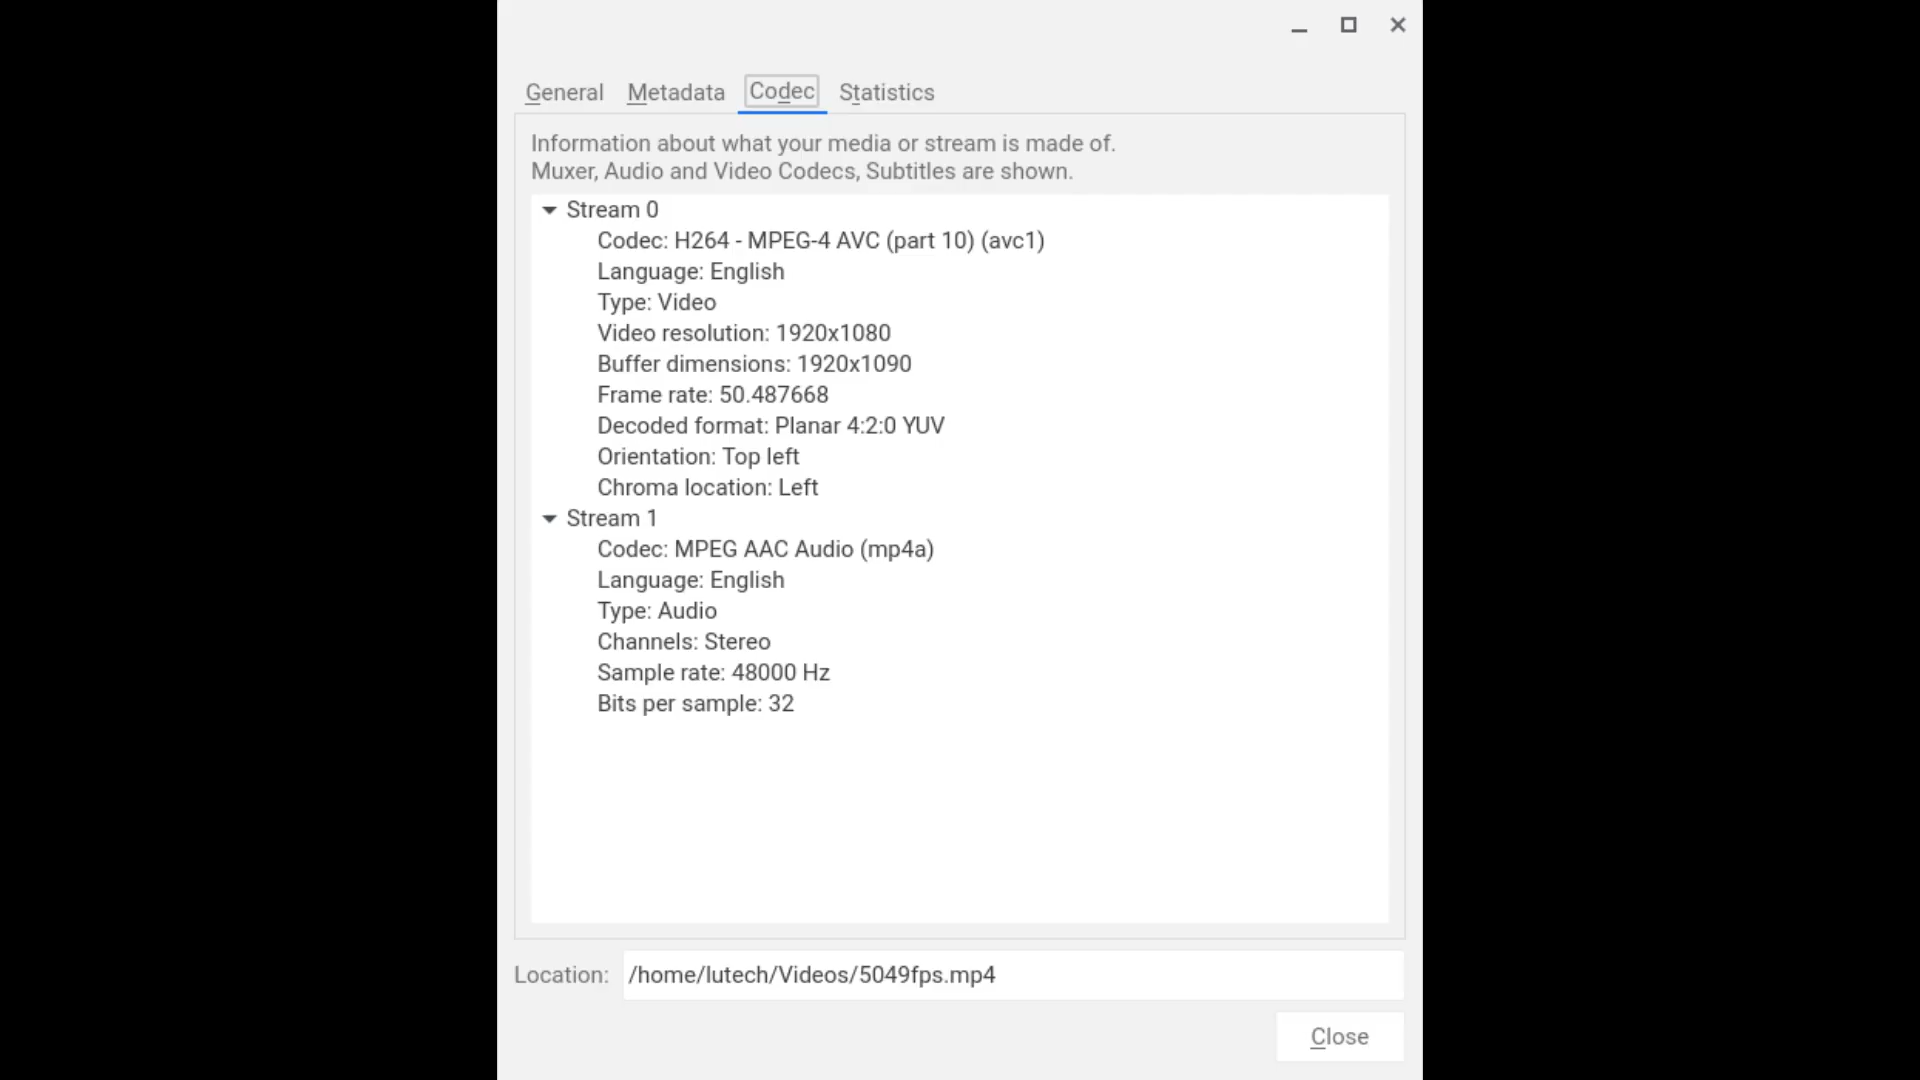 General Metadata Codec Statistics
Information about what your media or stream is made of.
Muxer, Audio and Video Codecs, Subtitles are shown.
Stream 0
Codec: H264 - MPEG-4 AVC (part 10) (avc1)
Language: English
Type: Video
Video resolution: 1920x1080
Buffer dimensions: 1920x1090
Frame rate: 50.487668
Decoded format: Planar 4:2:0 YUV
Orientation: Top left
Chroma location: Left
Stream 1
Codec: MPEG AAC Audio (mp4a)
Language: English
Type: Audio
Channels: Stereo
Sample rate: 48000 Hz
Bits per sample: 32
Location: /home/lutech/Videos/5049fps.mp4
Close